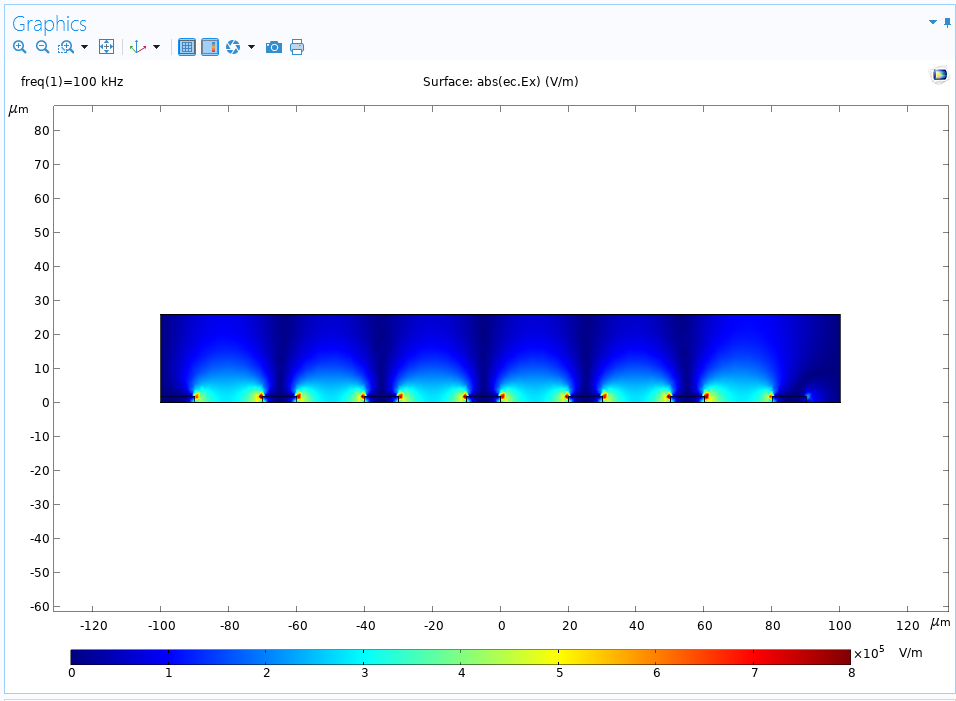 Graphics
freq(1)=100 kHz
Surface: abs(ec.Ex) (V/m)
μm
80
70
60
50
40
30
20
10
0
-10
-20
-30
-40
-50
-60
-120 -100 -80 -60 -40 -20 0 20 40 60 80 100 120 μm
×10⁵ V/m
0 1 2 3 4 5 6 7 8